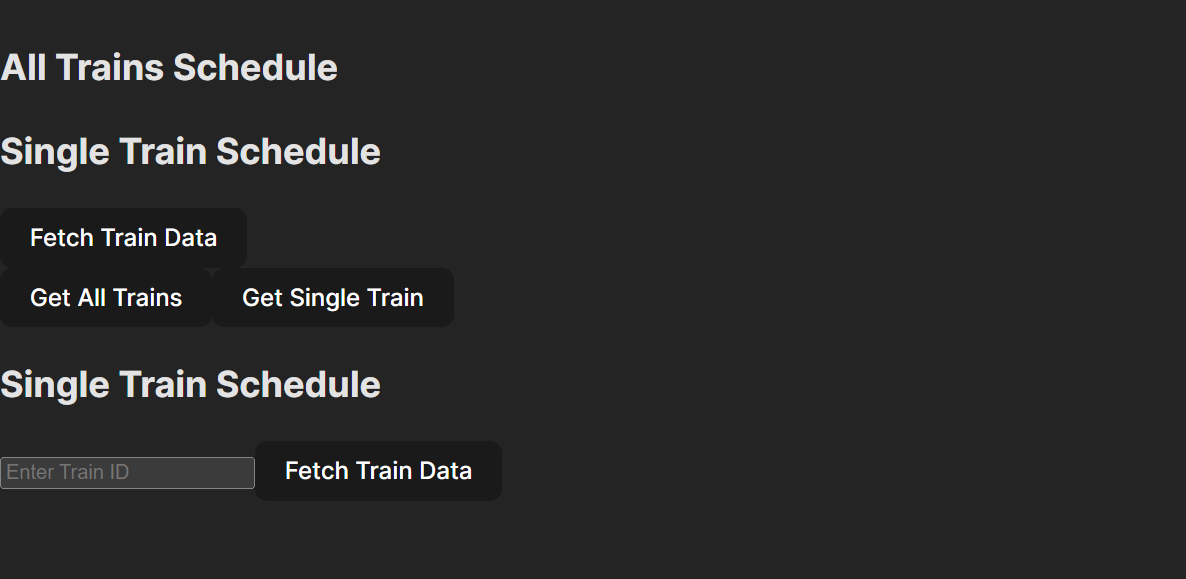 All Trains Schedule
Single Train Schedule
Fetch Train Data
Get All Trains Get Single Train
Single Train Schedule
Enter Train ID Fetch Train Data